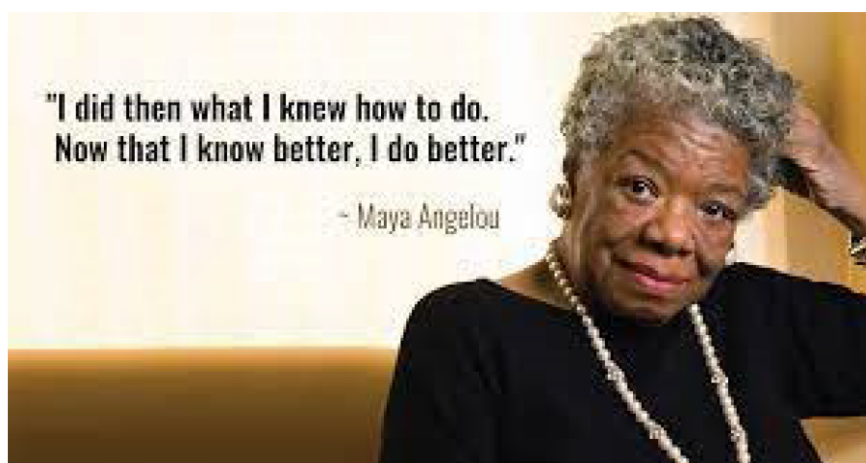 "I did then what I knew how to do.
Now that I know better, I do better."
~ Maya Angelou